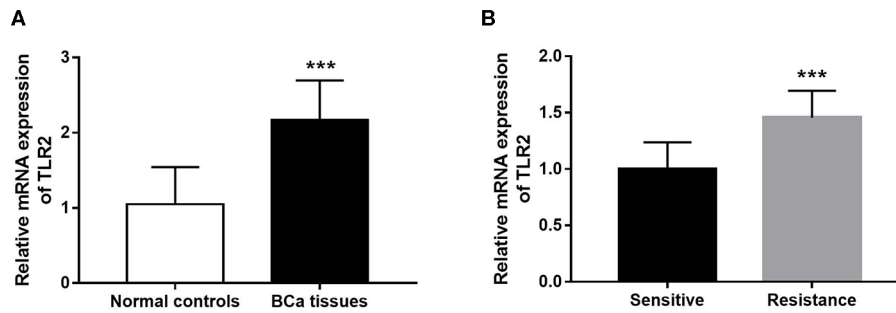 A
Relative mRNA expression
of TLR2
3
2
1
0
***
Normal controls
BCa tissues
B
Relative mRNA expression
of TLR2
2.0
1.5
1.0
0.5
0.0
***
Sensitive
Resistance